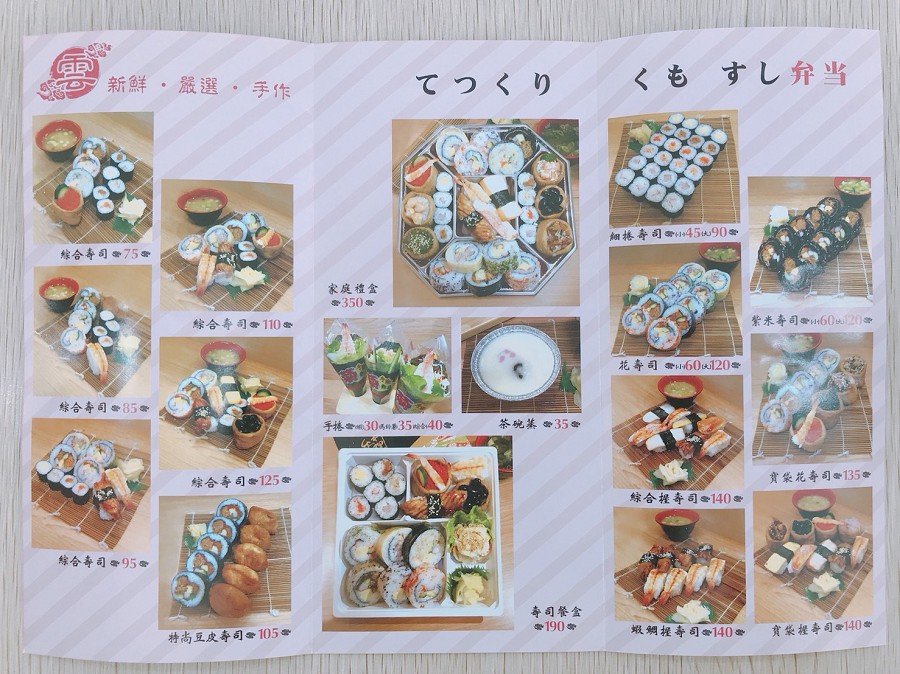 雲
新鮮・嚴選・手作
てつくり
くも すし弁当
綜合壽司 75
綜合壽司 85
綜合壽司 95
綜合壽司 110
綜合壽司 125
特尚豆皮壽司 105
家庭禮盒
350
手捲 30 35 40
茶碗蒸 35
壽司餐盒
190
細捲壽司 (小)45(大)90
花壽司 (小)60(大)120
綜合握壽司 140
蝦鯛握壽司 140
紫米壽司 (小)60(大)120
寶袋花壽司 135
寶袋握壽司 140